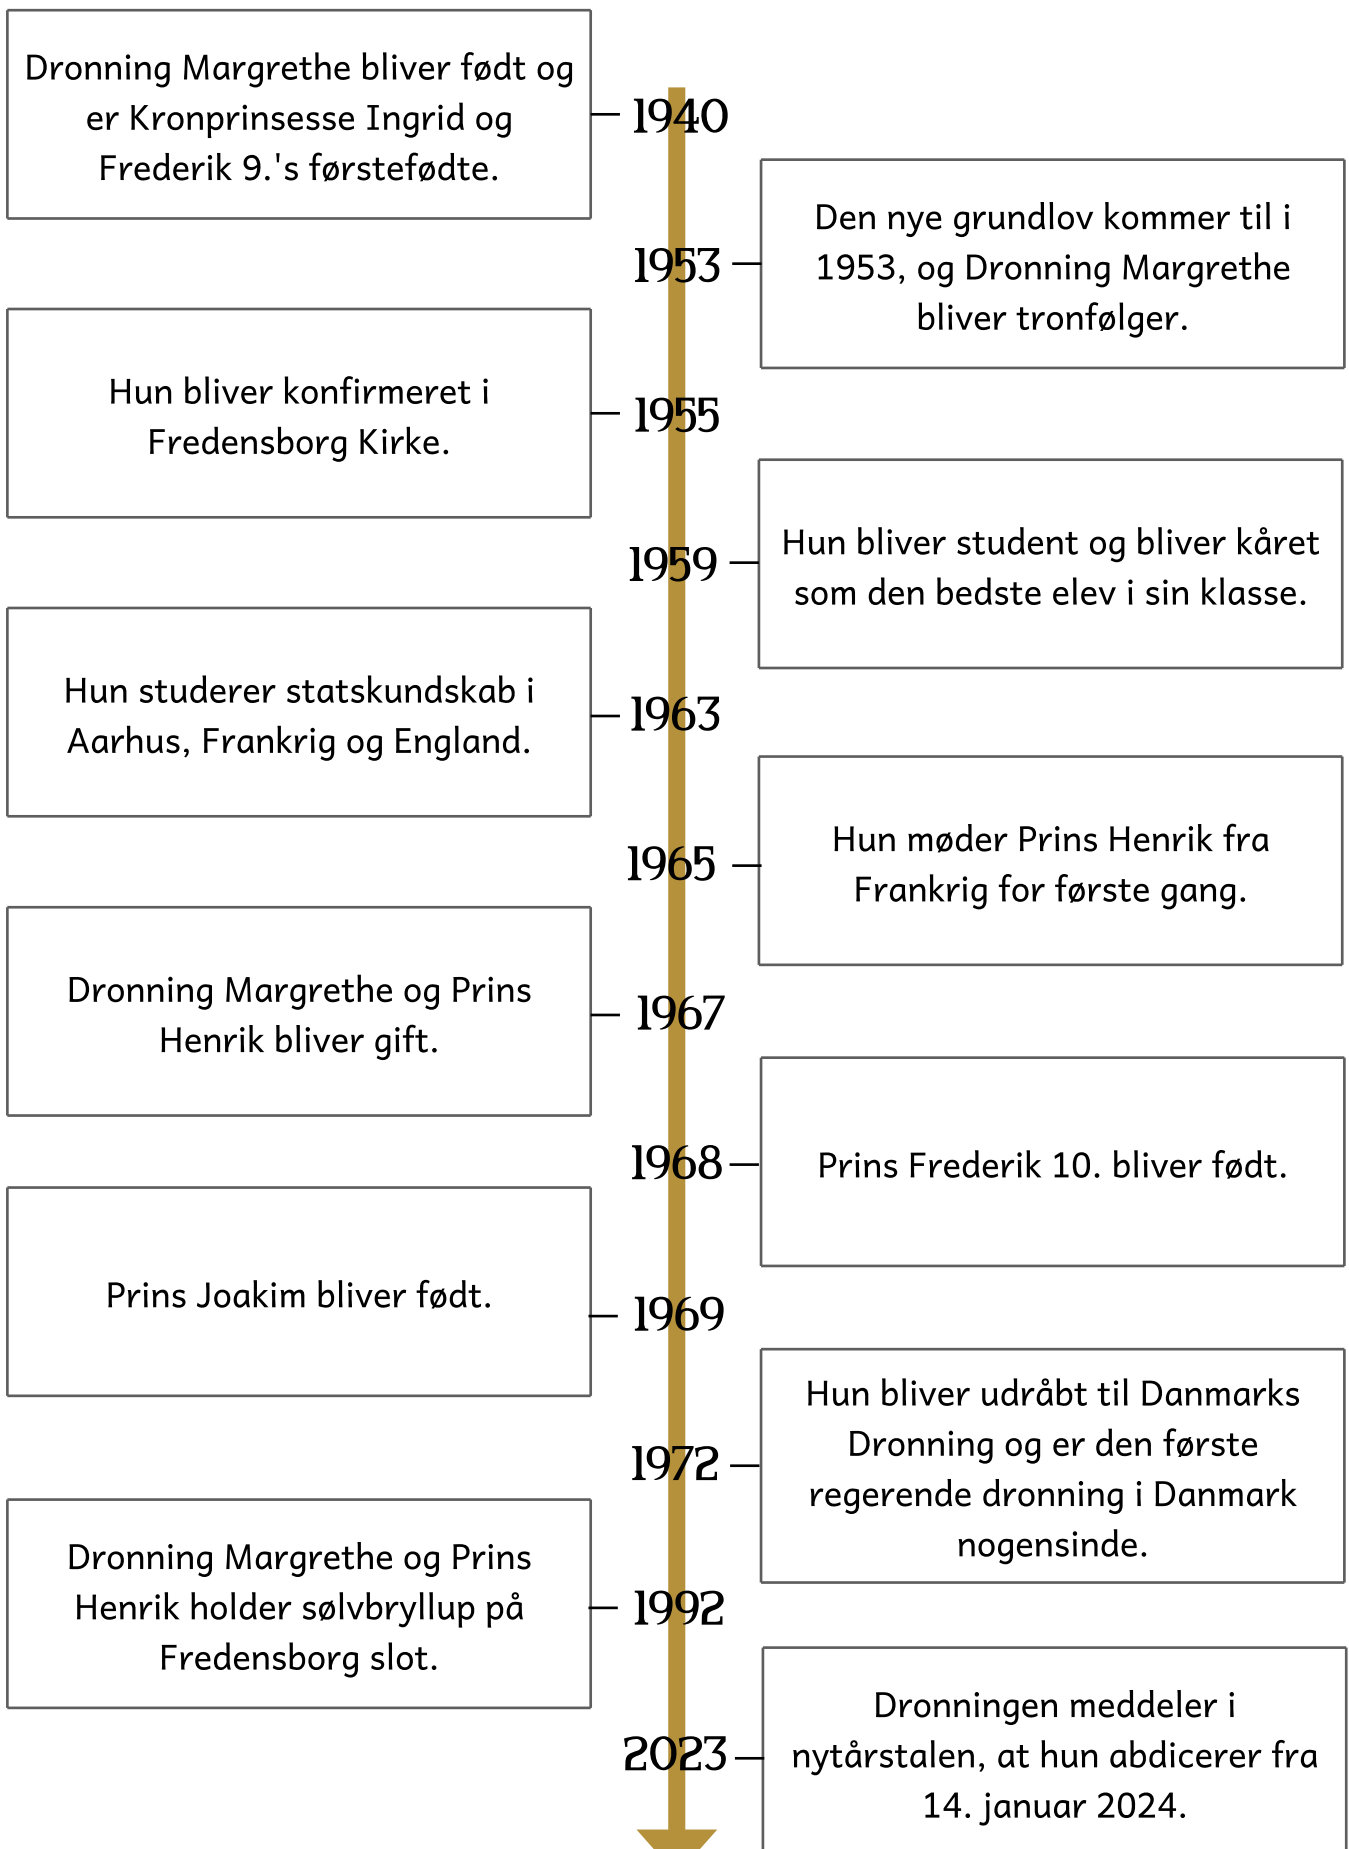 Dronning Margrethe bliver født og
er Kronprinsesse Ingrid og
Frederik 9.'s førstefødte.
1940
Den nye grundlov kommer til i
1953, og Dronning Margrethe
bliver tronfølger.
1953
Hun bliver konfirmeret i
Fredensborg Kirke.
1955
Hun bliver student og bliver kåret
som den bedste elev i sin klasse.
1959
Hun studerer statskundskab i
Aarhus, Frankrig og England.
1963
Hun møder Prins Henrik fra
Frankrig for første gang.
1965
Dronning Margrethe og Prins
Henrik bliver gift.
1967
Prins Frederik 10. bliver født.
1968
Prins Joakim bliver født.
1969
Hun bliver udråbt til Danmarks
Dronning og er den første
regerende dronning i Danmark
nogensinde.
1972
Dronning Margrethe og Prins
Henrik holder sølvbryllup på
Fredensborg slot.
1992
Dronningen meddeler i
nytårstalen, at hun abdicerer fra
14. januar 2024.
2023